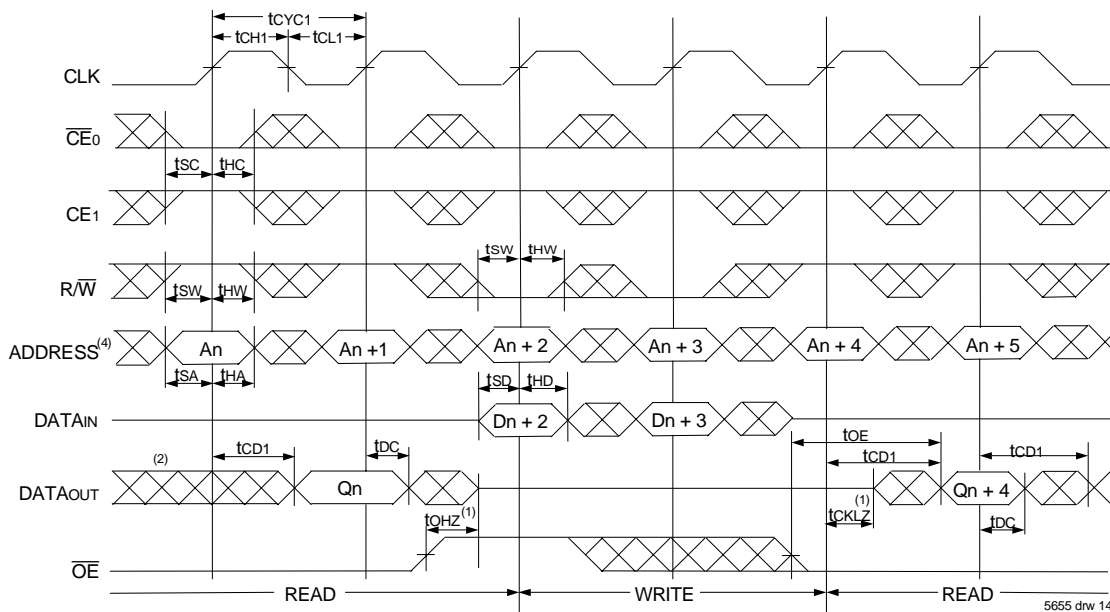 tCYC1
tCH1 tCL1
CLK
CE0
tSC tHC
CE1
tSW tHW
R/W
tSW tHW
ADDRESS(4) An An +1 An + 2 An + 3 An + 4 An + 5
tSA tHA tSD tHD
DATAIN Dn + 2 Dn + 3
tOE
tCD1 tDC tCD1 tCD1
(2)
DATAOUT Qn Qn + 4
tOHZ(1) tCKLZ(1) tDC
OE
READ WRITE READ
5655 drw 14